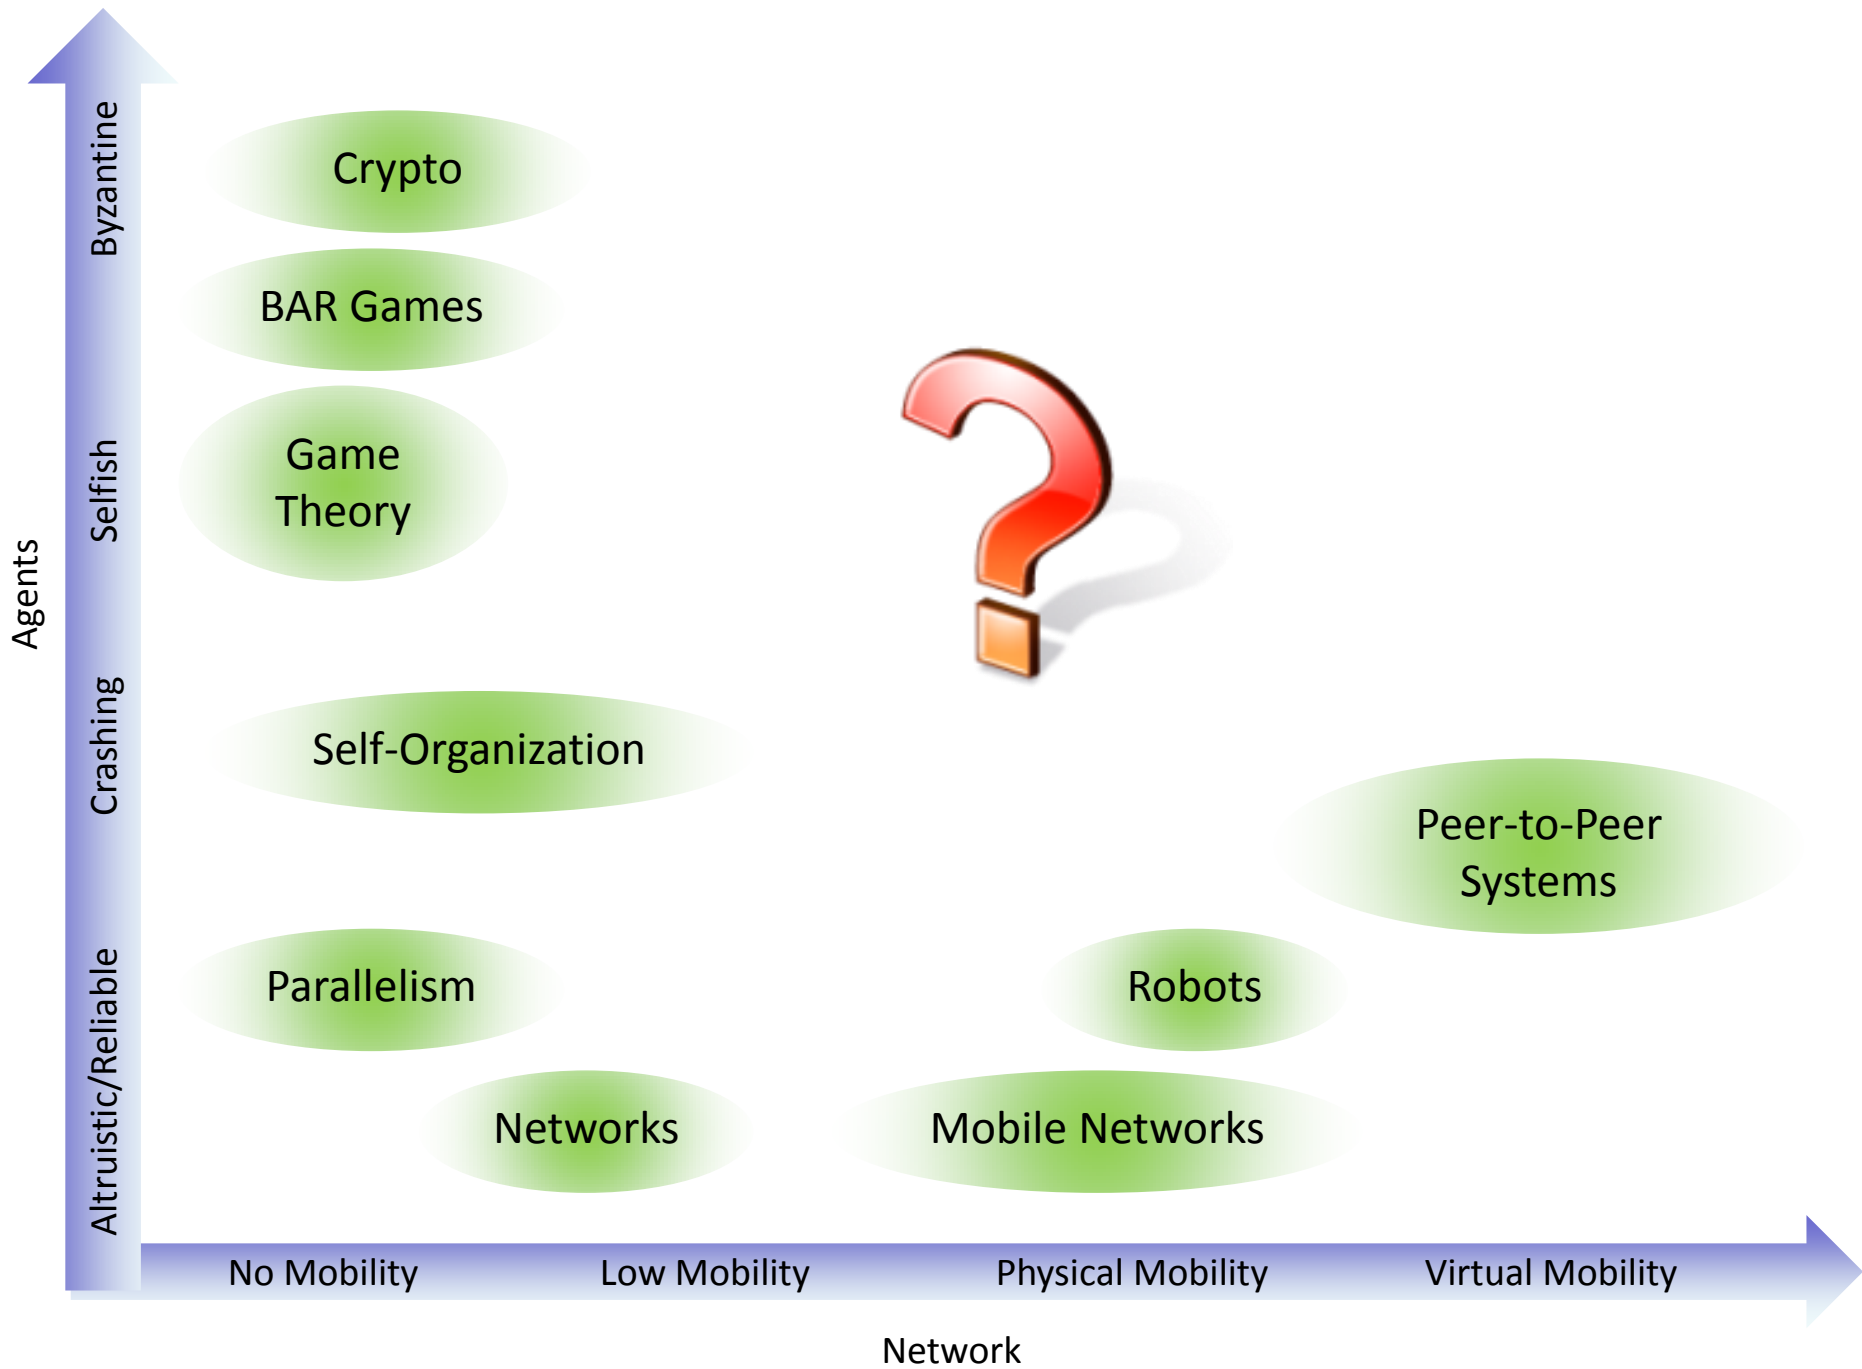 Byzantine
Crypto
BAR Games
Selfish
Game
Theory
Agents
Crashing
Self-Organization
Peer-to-Peer
Systems
Altruistic/Reliable
Parallelism
Robots
Networks
Mobile Networks
No Mobility
Low Mobility
Physical Mobility
Virtual Mobility
Network